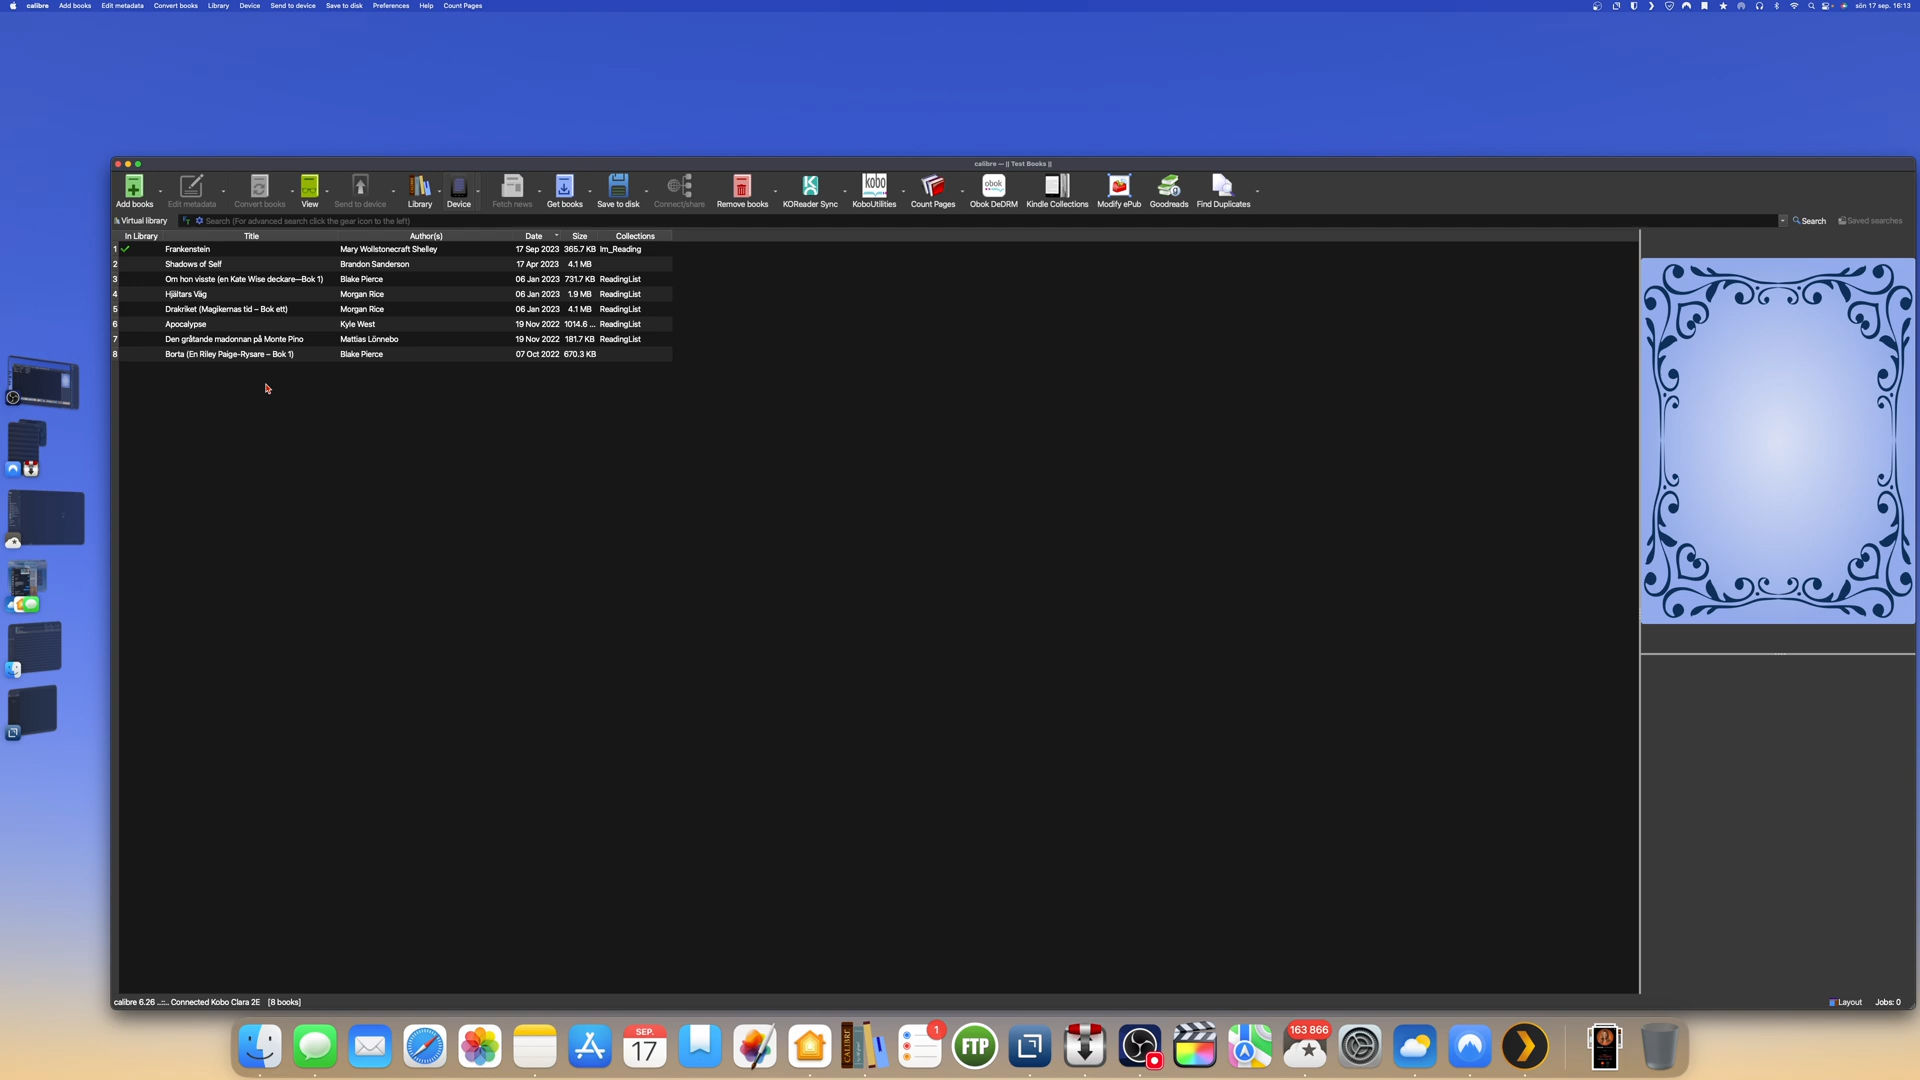 calibre Add books Edit metadata Convert books Library Device Send to device Save to disk Preferences Help Count Pages sön 17 sep. 16:13
calibre — || Test Books ||
Add books Edit metadata Convert books View Send to device Library Device Fetch news Get books Save to disk Connect/share Remove books KOReader Sync KoboUtilities Count Pages Obok DeDRM Kindle Collections Modify ePub Goodreads Find Duplicates
Virtual library Search (For advanced search click the gear icon to the left) Search Saved searches
In Library Title Author(s) Date Size Collections
1 Frankenstein Mary Wollstonecraft Shelley 17 Sep 2023 365.7 KB Im_Reading
2 Shadows of Self Brandon Sanderson 17 Apr 2023 4.1 MB
3 Om hon visste (en Kate Wise deckare—Bok 1) Blake Pierce 06 Jan 2023 731.7 KB ReadingList
4 Hjältars Väg Morgan Rice 06 Jan 2023 1.9 MB ReadingList
5 Drakriket (Magikernas tid – Bok ett) Morgan Rice 06 Jan 2023 4.1 MB ReadingList
6 Apocalypse Kyle West 19 Nov 2022 1014.6 ... ReadingList
7 Den gråtande madonnan på Monte Pino Mattias Lönnebo 19 Nov 2022 181.7 KB ReadingList
8 Borta (En Riley Paige-Rysare – Bok 1) Blake Pierce 07 Oct 2022 670.3 KB
calibre 6.26 ..::.. Connected Kobo Clara 2E [8 books] Layout Jobs: 0
SEP.
17
CALIBRE
1
FTP
163 866